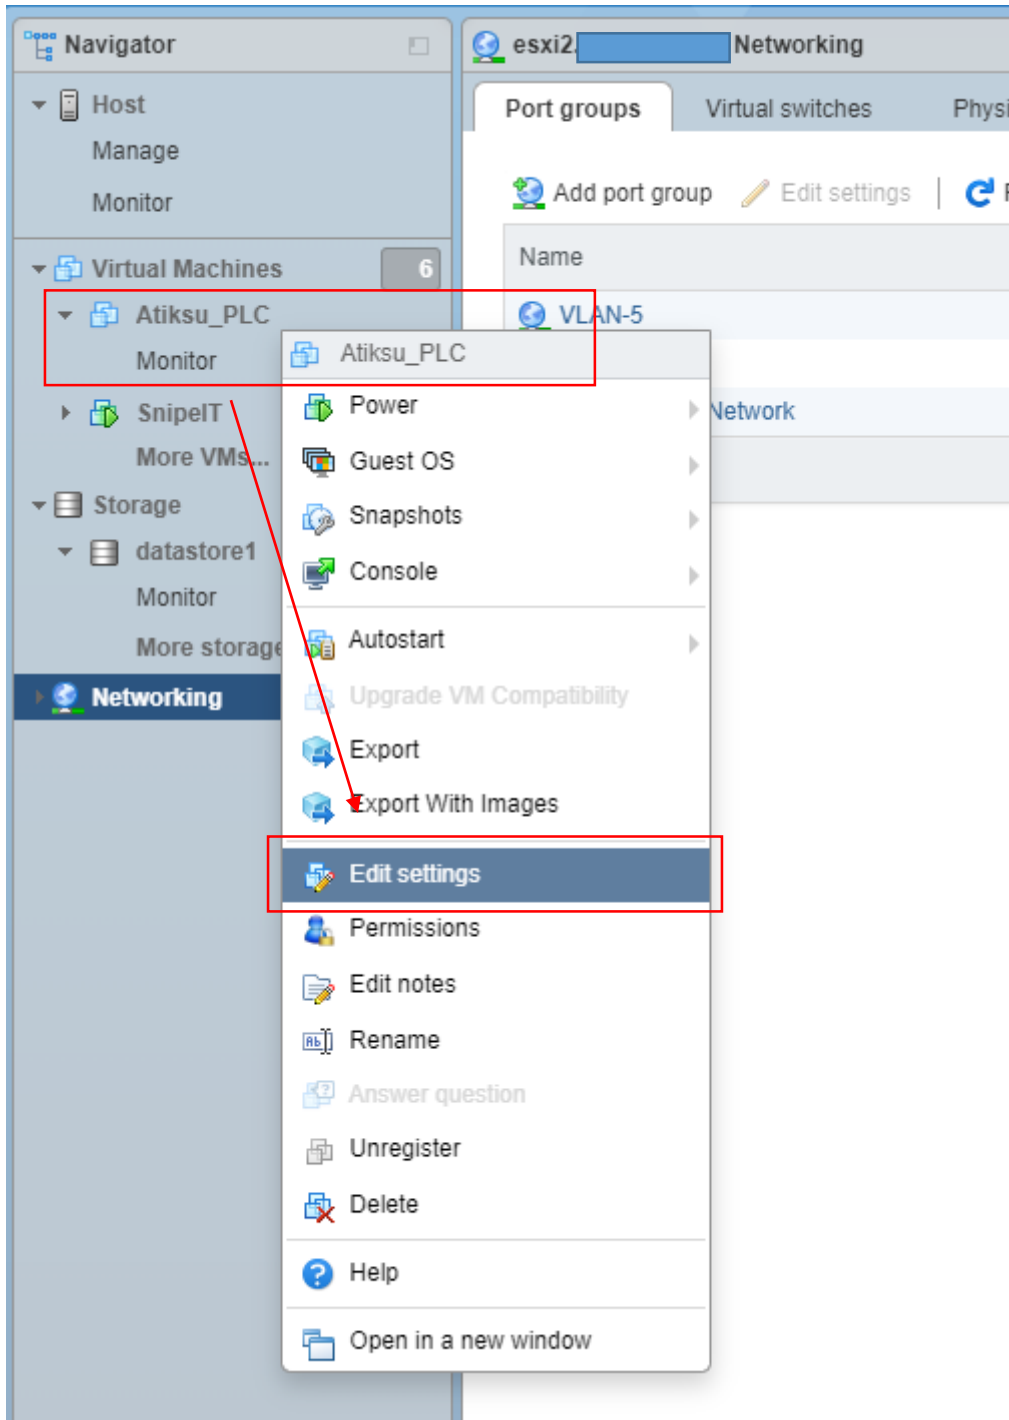 Navigator
Host
Manage
Monitor
Virtual Machines 6
Atiksu_PLC
Monitor
SnipeIT
More VMs...
Storage
datastore1
Monitor
More storage
Networking
esxi2. Networking
Port groups Virtual switches
Add port group Edit settings
Name
VLAN-5
Network
Atiksu_PLC
Power
Guest OS
Snapshots
Console
Autostart
Upgrade VM Compatibility
Export
Export With Images
Edit settings
Permissions
Edit notes
Rename
Answer question
Unregister
Delete
Help
Open in a new window